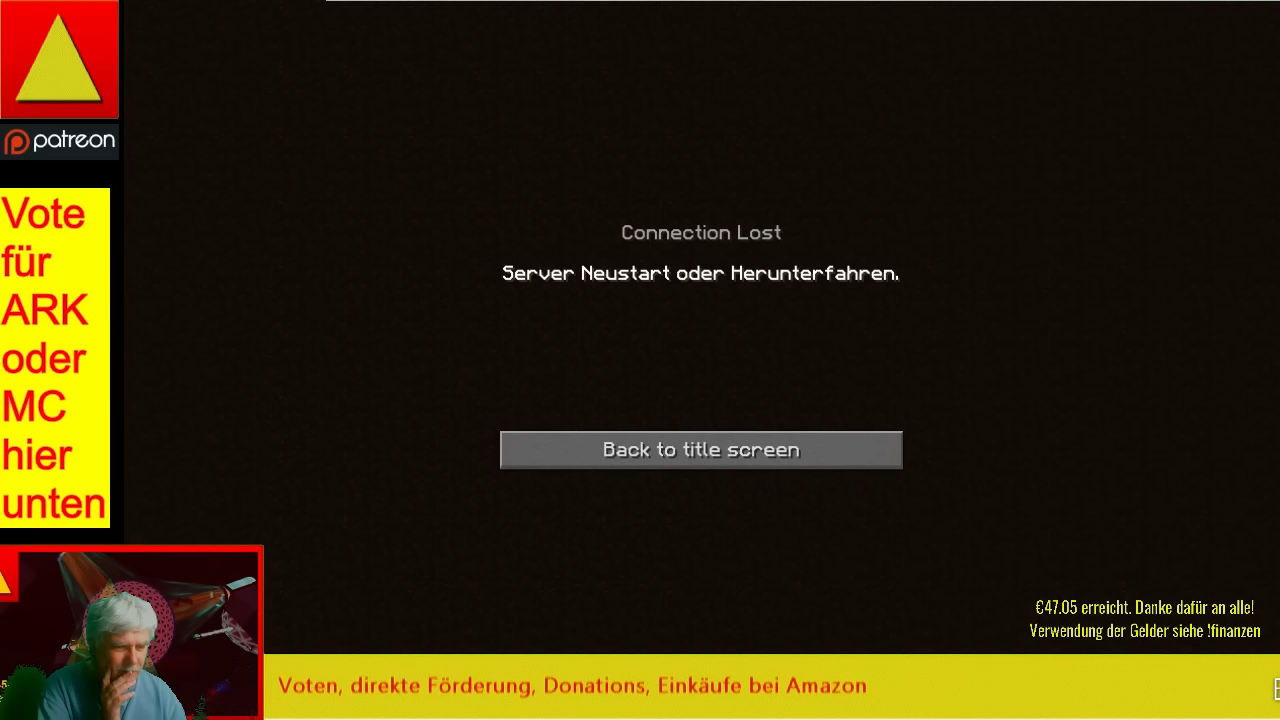 patreon
Vote
für
ARK
oder
MC
hier
unten
Connection Lost
Server Neustart oder Herunterfahren.
Back to title screen
€47.05 erreicht. Danke dafür an alle!
Verwendung der Gelder siehe !finanzen
Voten, direkte Förderung, Donations, Einkäufe bei Amazon